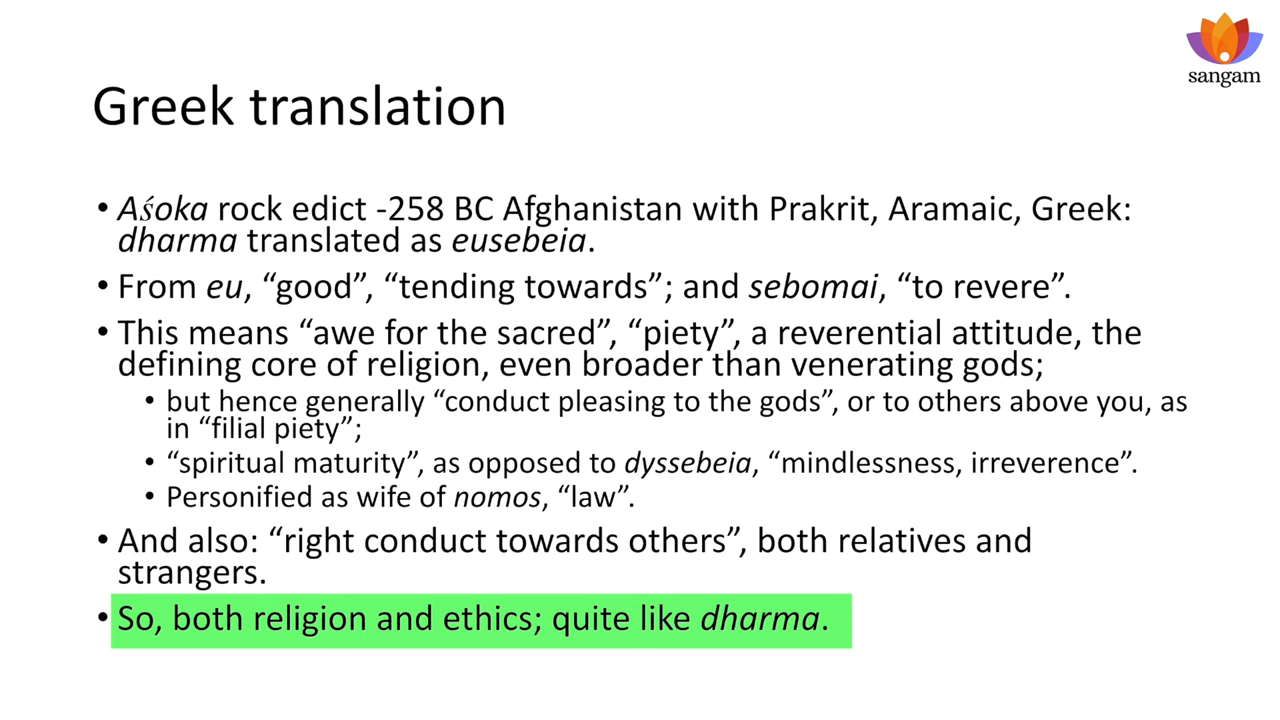 sangam
Greek translation
• Aśoka rock edict -258 BC Afghanistan with Prakrit, Aramaic, Greek:
dharma translated as eusebeia.
• From eu, “good”, “tending towards”; and sebomai, “to revere”.
• This means “awe for the sacred”, “piety”, a reverential attitude, the
defining core of religion, even broader than venerating gods;
• but hence generally “conduct pleasing to the gods”, or to others above you, as
in “filial piety”;
• “spiritual maturity”, as opposed to dyssebeia, “mindlessness, irreverence”.
• Personified as wife of nomos, “law”.
• And also: “right conduct towards others”, both relatives and
strangers.
• So, both religion and ethics; quite like dharma.